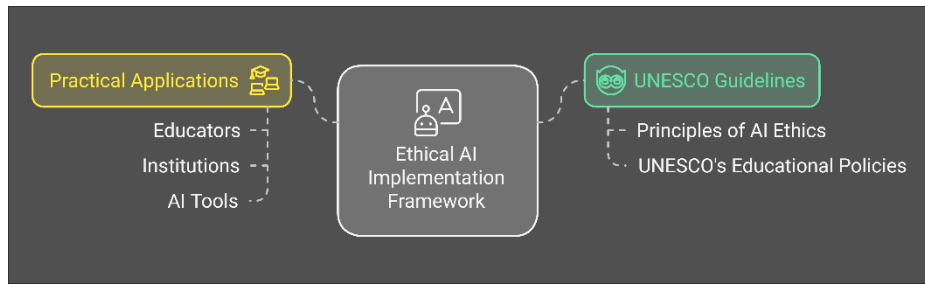 Practical Applications
Educators
Institutions
AI Tools
A
Ethical AI
Implementation
Framework
UNESCO Guidelines
Principles of AI Ethics
UNESCO's Educational Policies